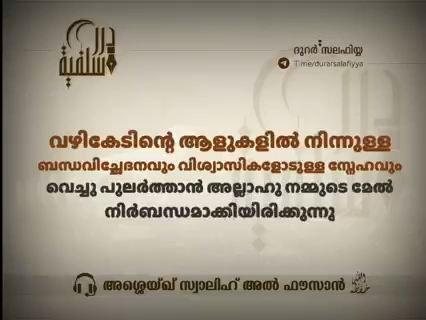 درر سلفية
ദുറർ സലഫിയ്യ
T.me/durarsalafiyya
വഴികേടിന്റെ ആളുകളിൽ നിന്നുള്ള
ബന്ധവിച്ഛേദനവും വിശ്വാസികളോടുള്ള സ്നേഹവും
വെച്ചു പുലർത്താൻ അല്ലാഹു നമ്മുടെ മേൽ
നിർബന്ധമാക്കിയിരിക്കുന്നു
അശ്ശെയ്ഖ് സ്വാലിഹ് അൽ ഫൗസാൻ